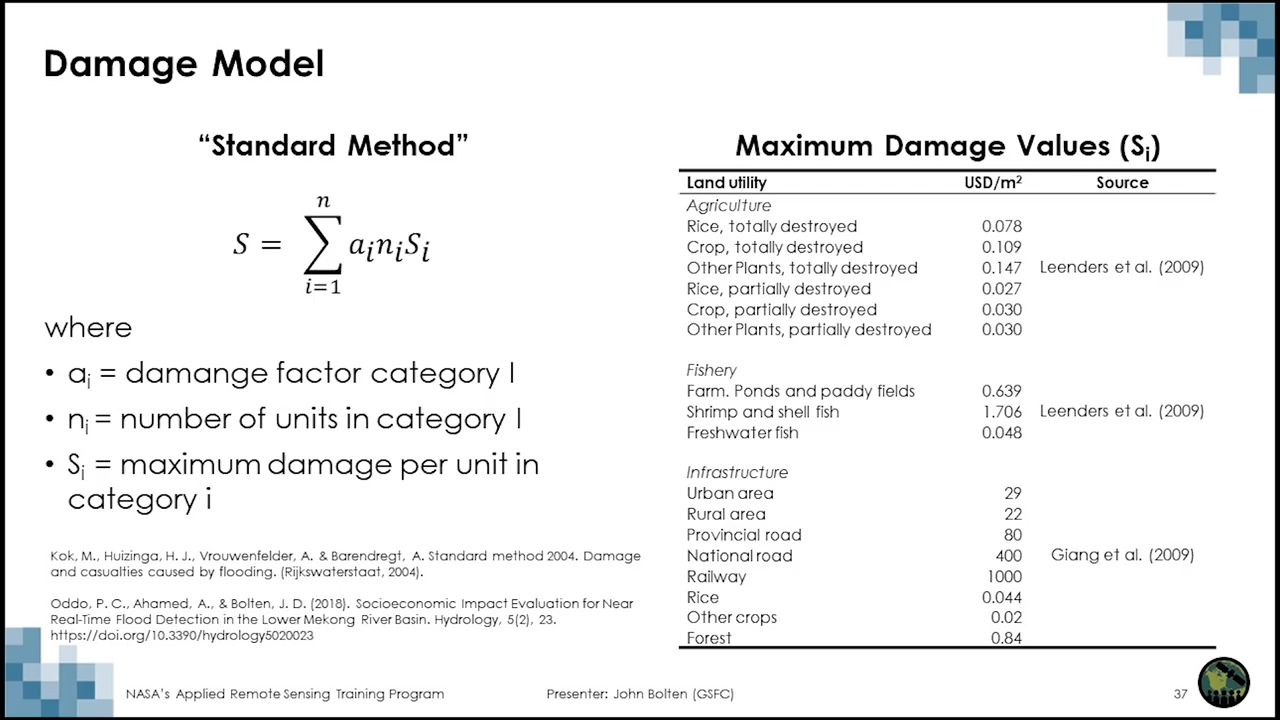 Damage Model
“Standard Method”
S = ∑ⁿᵢ₌₁ aᵢnᵢSᵢ
where
• aᵢ = damange factor category I
• nᵢ = number of units in category I
• Sᵢ = maximum damage per unit in
category i
Kok, M., Huizinga, H. J., Vrouwenfelder, A. & Barendregt, A. Standard method 2004. Damage
and casualties caused by flooding. (Rijkswaterstaat, 2004).
Oddo, P. C., Ahamed, A., & Bolten, J. D. (2018). Socioeconomic Impact Evaluation for Near
Real-Time Flood Detection in the Lower Mekong River Basin. Hydrology, 5(2), 23.
https://doi.org/10.3390/hydrology5020023
Maximum Damage Values (Sᵢ)
Land utility USD/m² Source
Agriculture
Rice, totally destroyed 0.078
Crop, totally destroyed 0.109
Other Plants, totally destroyed 0.147 Leenders et al. (2009)
Rice, partially destroyed 0.027
Crop, partially destroyed 0.030
Other Plants, partially destroyed 0.030
Fishery
Farm. Ponds and paddy fields 0.639
Shrimp and shell fish 1.706 Leenders et al. (2009)
Freshwater fish 0.048
Infrastructure
Urban area 29
Rural area 22
Provincial road 80
National road 400 Giang et al. (2009)
Railway 1000
Rice 0.044
Other crops 0.02
Forest 0.84
NASA’s Applied Remote Sensing Training Program Presenter: John Bolten (GSFC) 37